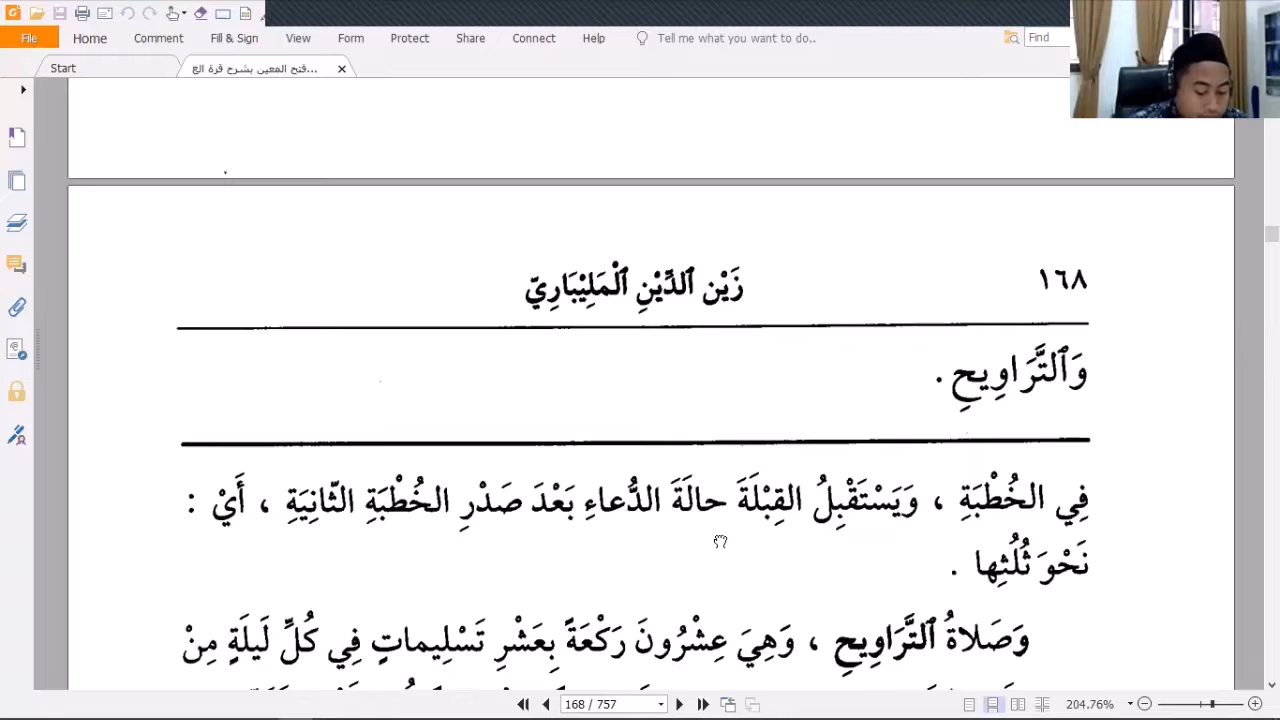 File Home Comment Fill & Sign View Form Protect Share Connect Help Tell me what you want to do.. Find
Start فتح المعين بشرح قرة الع...
١٦٨
زَيْن ٱلدِّيْنِ ٱلْمَلِيْبَارِيّ
وَٱلتَّرَاوِيحِ .
فِي الخُطْبَةِ ، وَيَسْتَقْبِلُ القِبْلَةَ حالَةَ الدُّعاءِ بَعْدَ صَدْرِ الخُطْبَةِ الثّانِيَةِ ، أَيْ :
نَحْوَ ثُلُثِها .
وَصَلاةُ ٱلتَّرَاوِيحِ ، وَهِيَ عِشْرُونَ رَكْعَةً بِعَشْرِ تَسْلِيماتٍ فِي كُلِّ لَيلَةٍ مِنْ
168 / 757 204.76%